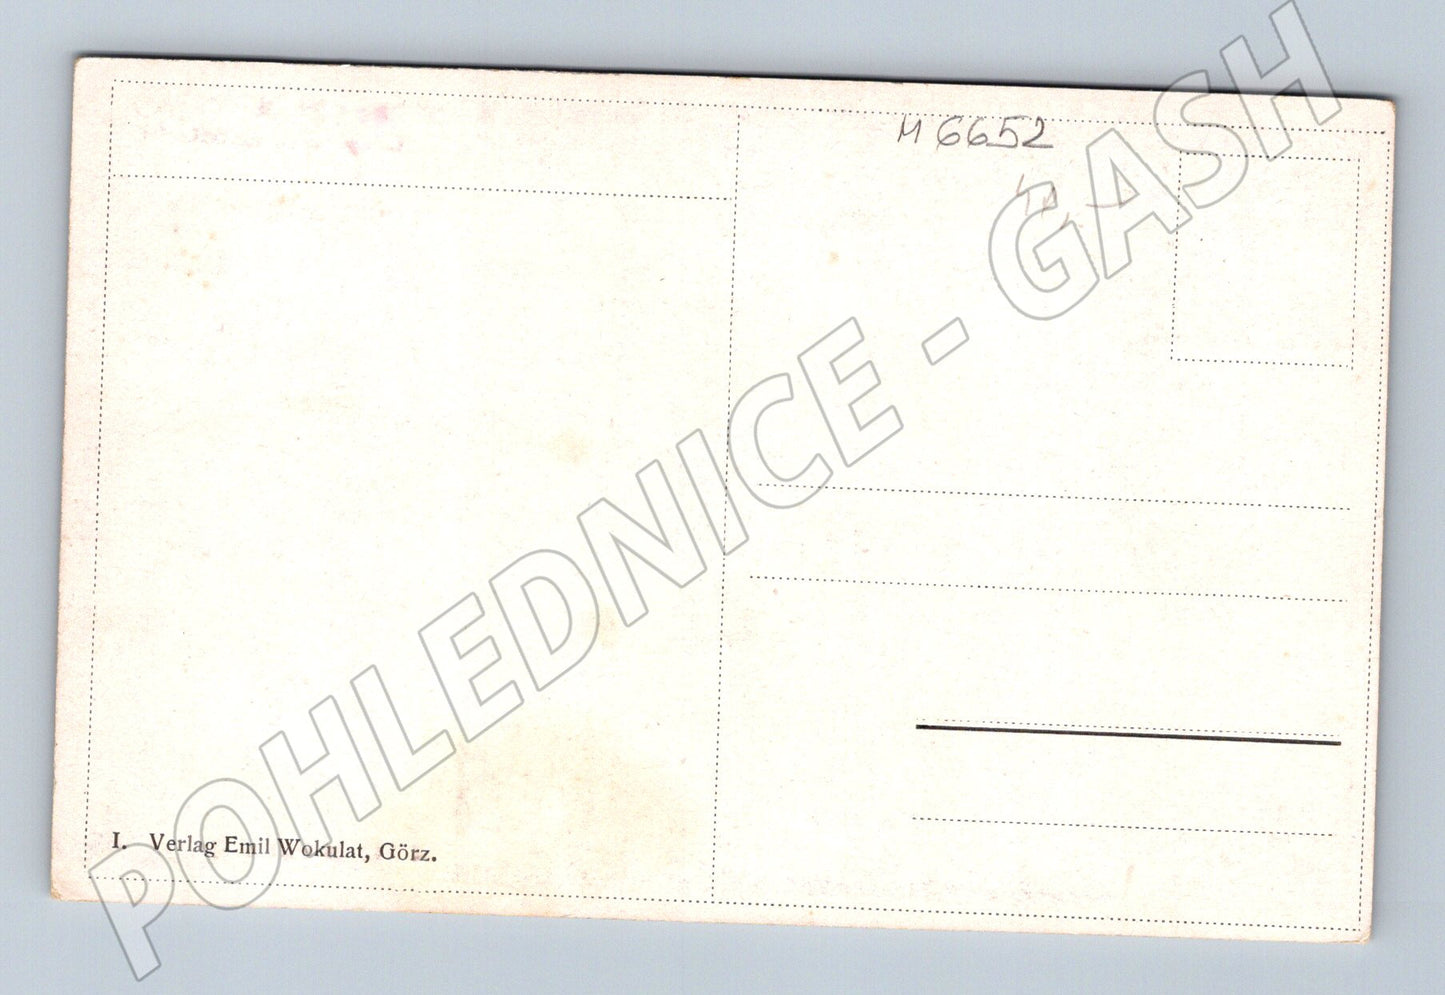 M 6652
I. Verlag Emil Wokulat, Görz.
POHLEDNICE - GASH